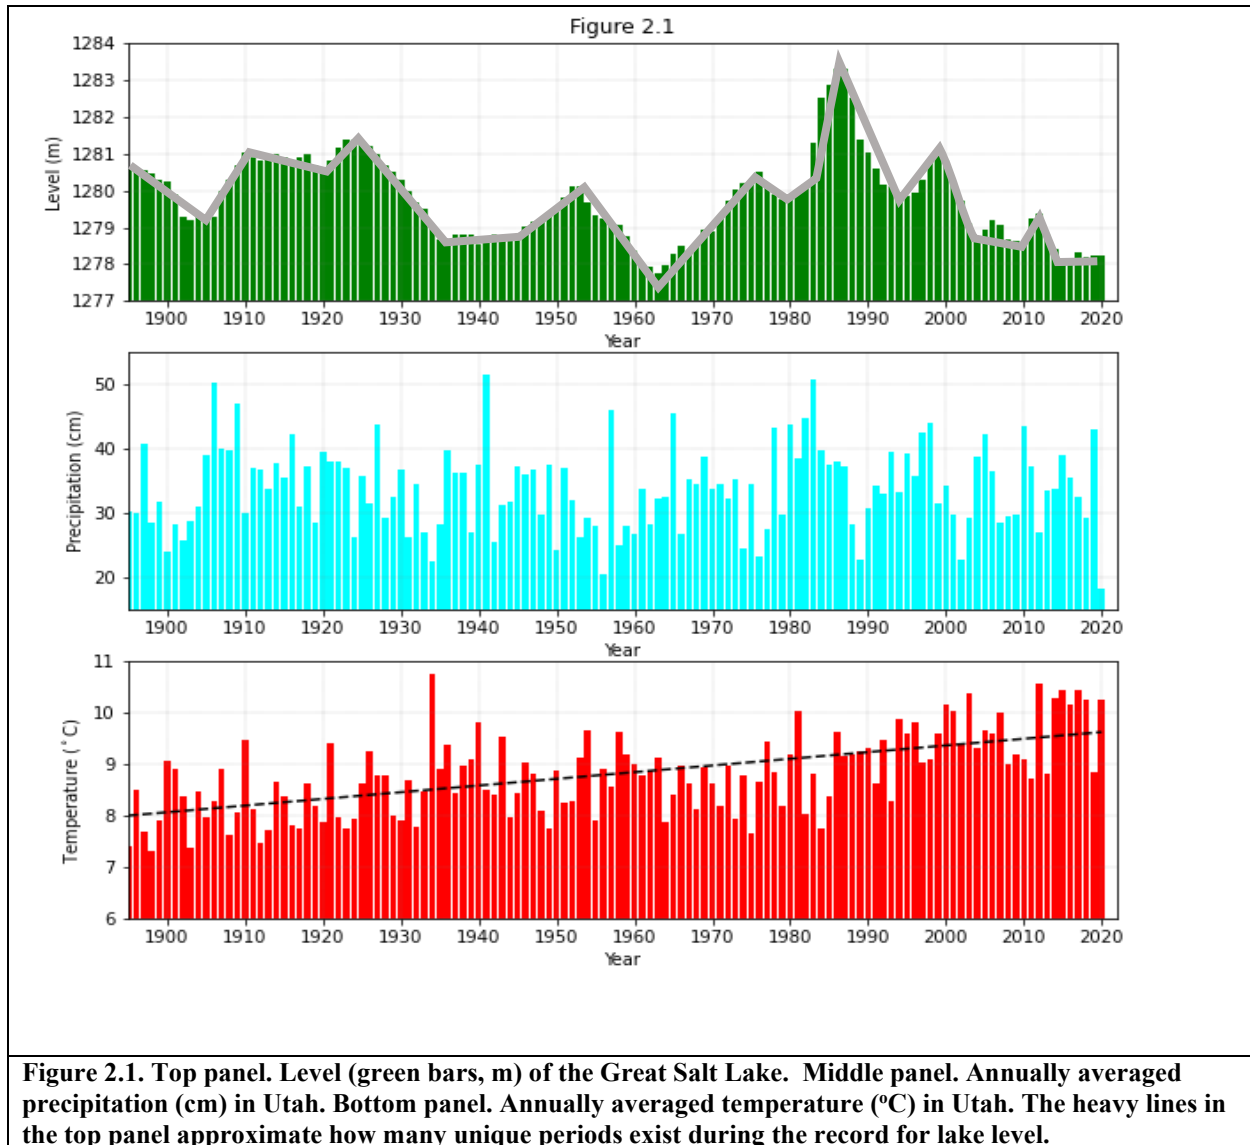 Figure 2.1
1284
1283
1282
1281
1280
1279
1278
1277
Level (m)
1900 1910 1920 1930 1940 1950 1960 1970 1980 1990 2000 2010 2020
Year
50
40
30
20
Precipitation (cm)
1900 1910 1920 1930 1940 1950 1960 1970 1980 1990 2000 2010 2020
Year
11
10
9
8
7
6
Temperature (°C)
1900 1910 1920 1930 1940 1950 1960 1970 1980 1990 2000 2010 2020
Year
Figure 2.1. Top panel. Level (green bars, m) of the Great Salt Lake. Middle panel. Annually averaged
precipitation (cm) in Utah. Bottom panel. Annually averaged temperature (ºC) in Utah. The heavy lines in
the top panel approximate how many unique periods exist during the record for lake level.